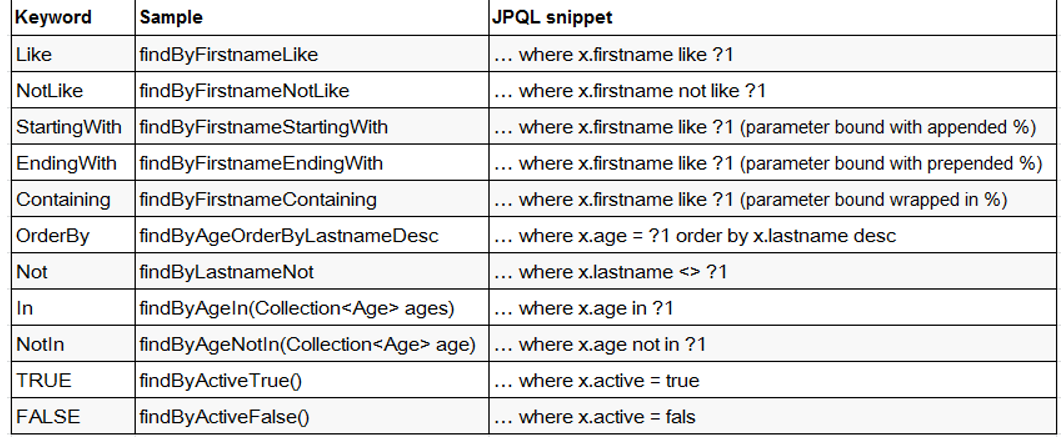 Keyword Sample JPQL snippet
Like findByFirstnameLike … where x.firstname like ?1
NotLike findByFirstnameNotLike … where x.firstname not like ?1
StartingWith findByFirstnameStartingWith … where x.firstname like ?1 (parameter bound with appended %)
EndingWith findByFirstnameEndingWith … where x.firstname like ?1 (parameter bound with prepended %)
Containing findByFirstnameContaining … where x.firstname like ?1 (parameter bound wrapped in %)
OrderBy findByAgeOrderByLastnameDesc … where x.age = ?1 order by x.lastname desc
Not findByLastnameNot … where x.lastname <> ?1
In findByAgeIn(Collection<Age> ages) … where x.age in ?1
NotIn findByAgeNotIn(Collection<Age> age) … where x.age not in ?1
TRUE findByActiveTrue() … where x.active = true
FALSE findByActiveFalse() … where x.active = fals